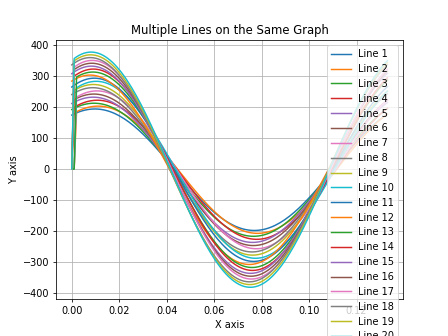 Multiple Lines on the Same Graph
400
300
200
100
0
−100
−200
−300
−400
Y axis
0.00
0.02
0.04
0.06
0.08
0.10
X axis
Line 1
Line 2
Line 3
Line 4
Line 5
Line 6
Line 7
Line 8
Line 9
Line 10
Line 11
Line 12
Line 13
Line 14
Line 15
Line 16
Line 17
Line 18
Line 19
Line 20